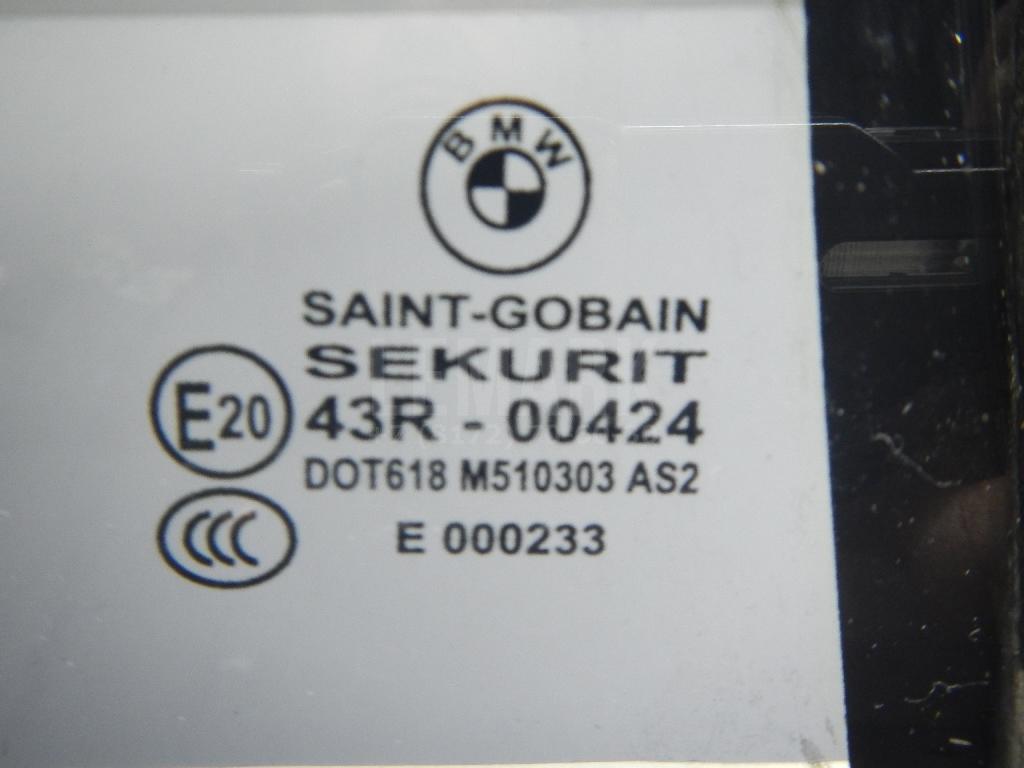 BMW
SAINT-GOBAIN
SEKURIT
E20 43R - 00424
DOT618 M510303 AS2
CCC E 000233